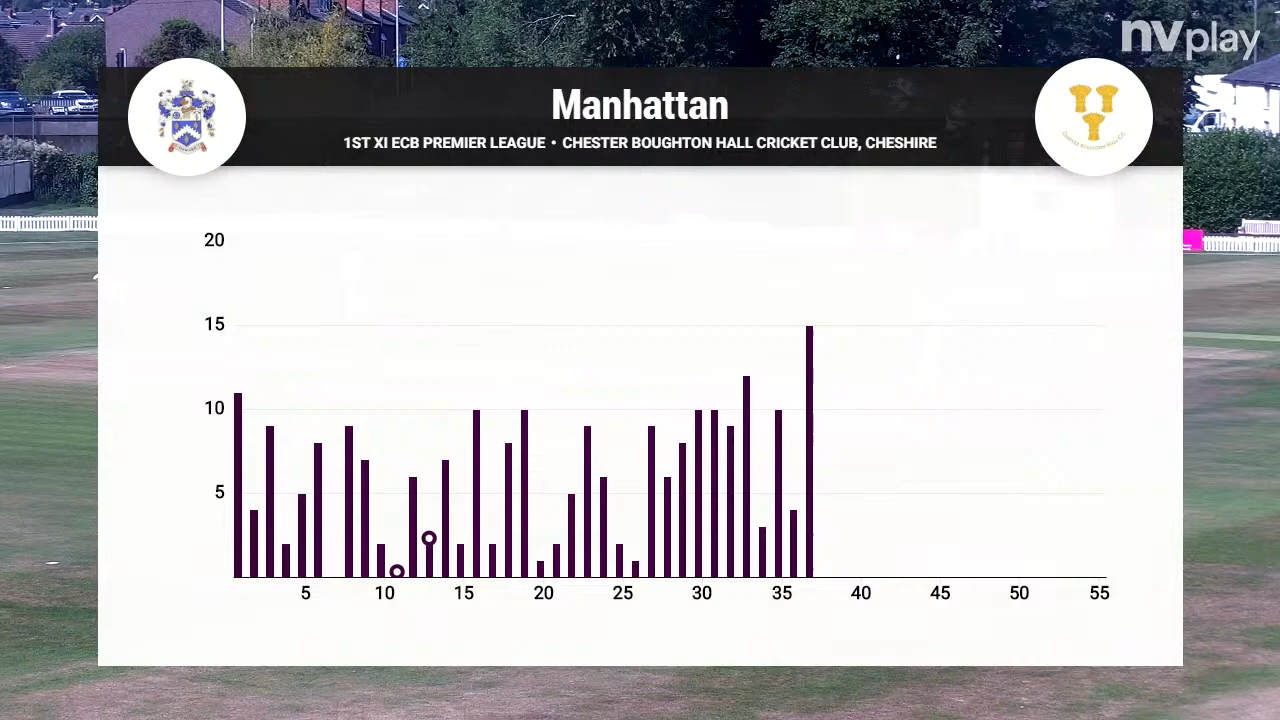 nvplay
Manhattan
1ST XI ECB PREMIER LEAGUE • CHESTER BOUGHTON HALL CRICKET CLUB, CHESHIRE
20
15
10
5
5 10 15 20 25 30 35 40 45 50 55